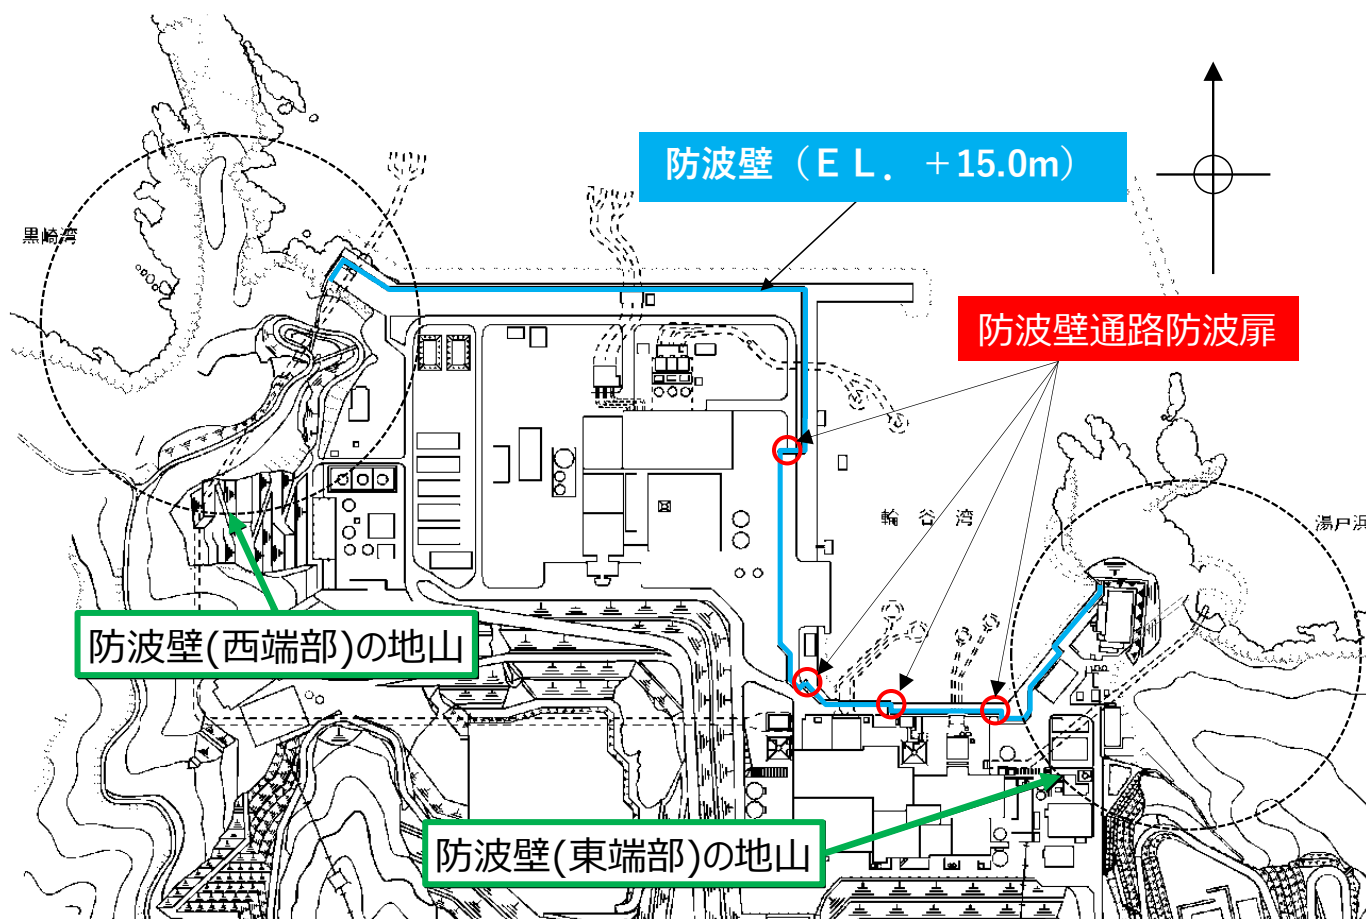 防波壁（ＥＬ．＋15.0m）
黒崎湾
防波壁通路防波扉
輪谷湾
湯戸浜
防波壁(西端部)の地山
防波壁(東端部)の地山